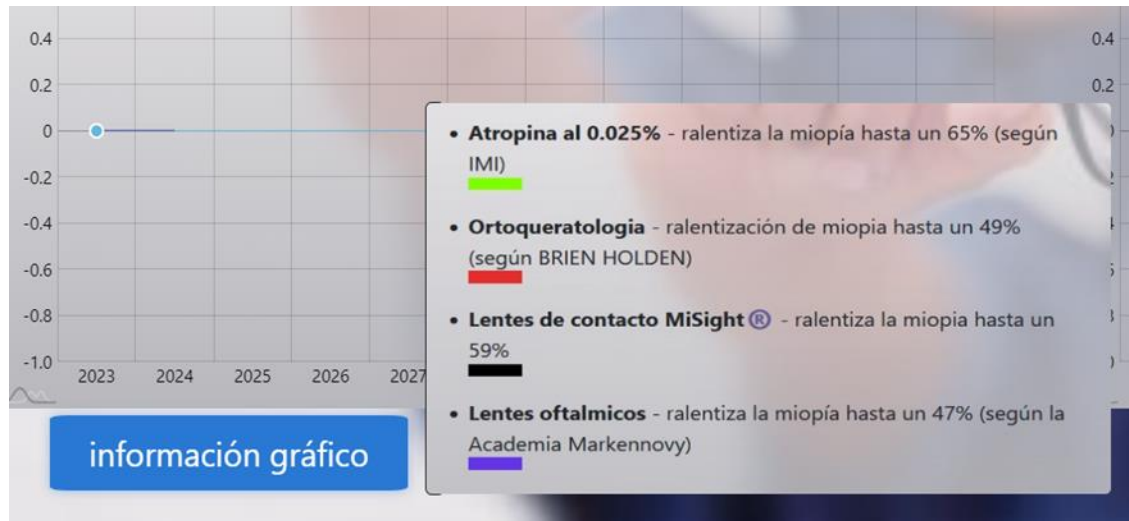 0.4
0.2
0
-0.2
-0.4
-0.6
-0.8
-1.0
2023 2024 2025 2026 2027
0.4
0.2
• Atropina al 0.025% - ralentiza la miopía hasta un 65% (según
IMI)
• Ortoqueratologia - ralentización de miopia hasta un 49%
(según BRIEN HOLDEN)
• Lentes de contacto MiSight® - ralentiza la miopia hasta un
59%
• Lentes oftalmicos - ralentiza la miopía hasta un 47% (según la
Academia Markennovy)
información gráfico